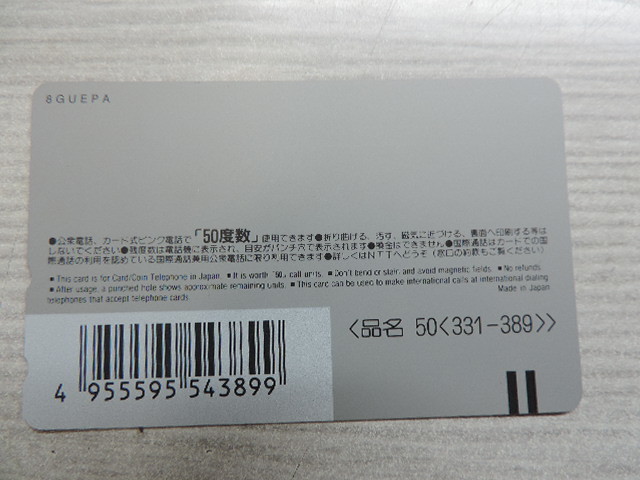 8GUEPA
●公衆電話、カード式ピンク電話で「50度数」使用できます●折り曲げる、汚す、磁気に近づける、裏面へ印刷する等は
しないでください●残度数は電話機に表示され、目安がパンチ穴で表示されます●換金はできません●国際通話はカードでの国
際通話の利用を認めている国際通話兼用公衆電話に限り利用できます●詳しくはNTTへどうぞ（窓口の約款もご覧ください）
■ This card is for Card/Coin Telephone in Japan. ■ It is worth "50" call units. ■ Don't bend or stain, and avoid magnetic fields. ■ No refunds.
■ After usage, a punched hole shows approximate remaining units. ■ This card can be used to make international calls at international dialing
telephones that accept telephone cards.
Made in Japan
<品名 50<331-389>>
4 955595 543899